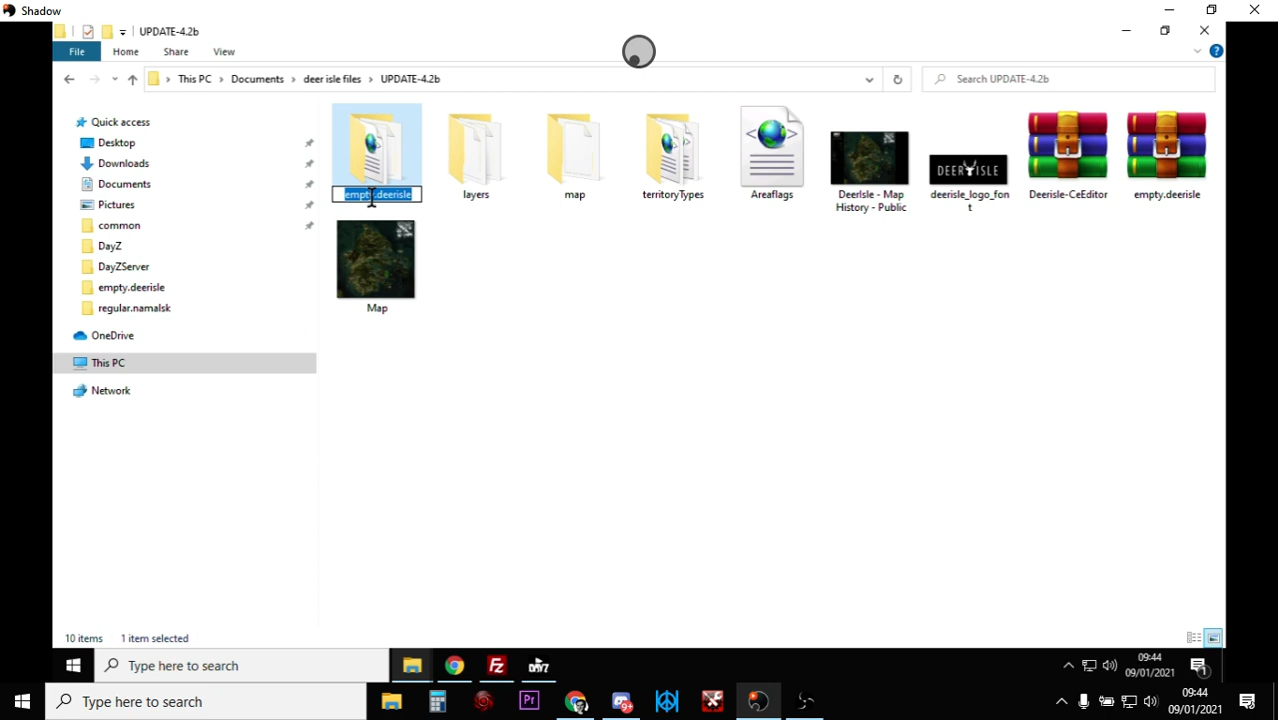 Shadow
UPDATE-4.2b
File Home Share View
This PC Documents deer isle files UPDATE-4.2b
Search UPDATE-4.2b
Quick access
Desktop
Downloads
Documents
Pictures
common
DayZ
DayZServer
empty.deerisle
regular.namalsk
OneDrive
This PC
Network
empty.deerisle
layers
map
territoryTypes
Areaflags
DeerIsle - Map
History - Public
DEER ISLE
deerisle_logo_fon
t
Deerisle-CeEditor
empty.deerisle
Map
10 items 1 item selected
Type here to search
09:44
09/01/2021
1
Type here to search
09:44
09/01/2021